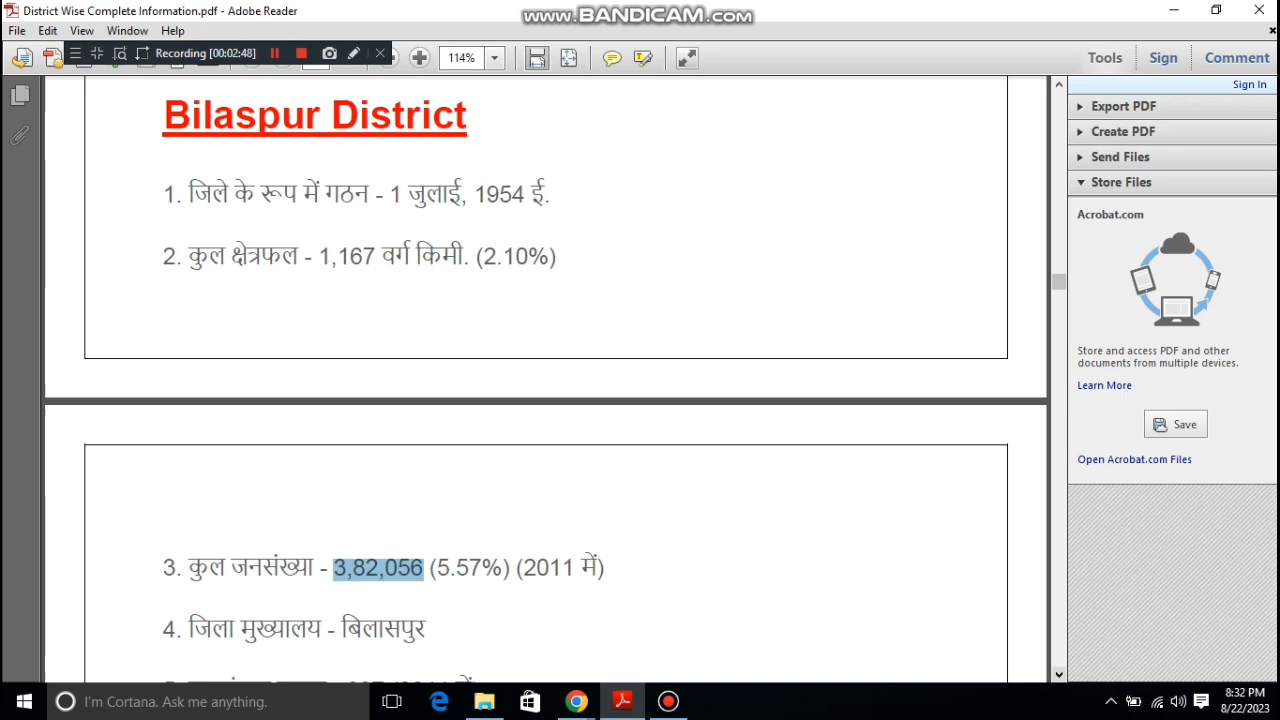 District Wise Complete Information.pdf - Adobe Reader
www.BANDICAM.com
File Edit View Window Help
Recording [00:02:48]
114%
Tools Sign Comment
Sign In
Export PDF
Create PDF
Send Files
Store Files
Acrobat.com
Store and access PDF and other
documents from multiple devices.
Learn More
Save
Open Acrobat.com Files
Bilaspur District
1. जिले के रूप में गठन - 1 जुलाई, 1954 ई.
2. कुल क्षेत्रफल - 1,167 वर्ग किमी. (2.10%)
3. कुल जनसंख्या - 3,82,056 (5.57%) (2011 में)
4. जिला मुख्यालय - बिलासपुर
I'm Cortana. Ask me anything.
8:32 PM
8/22/2023